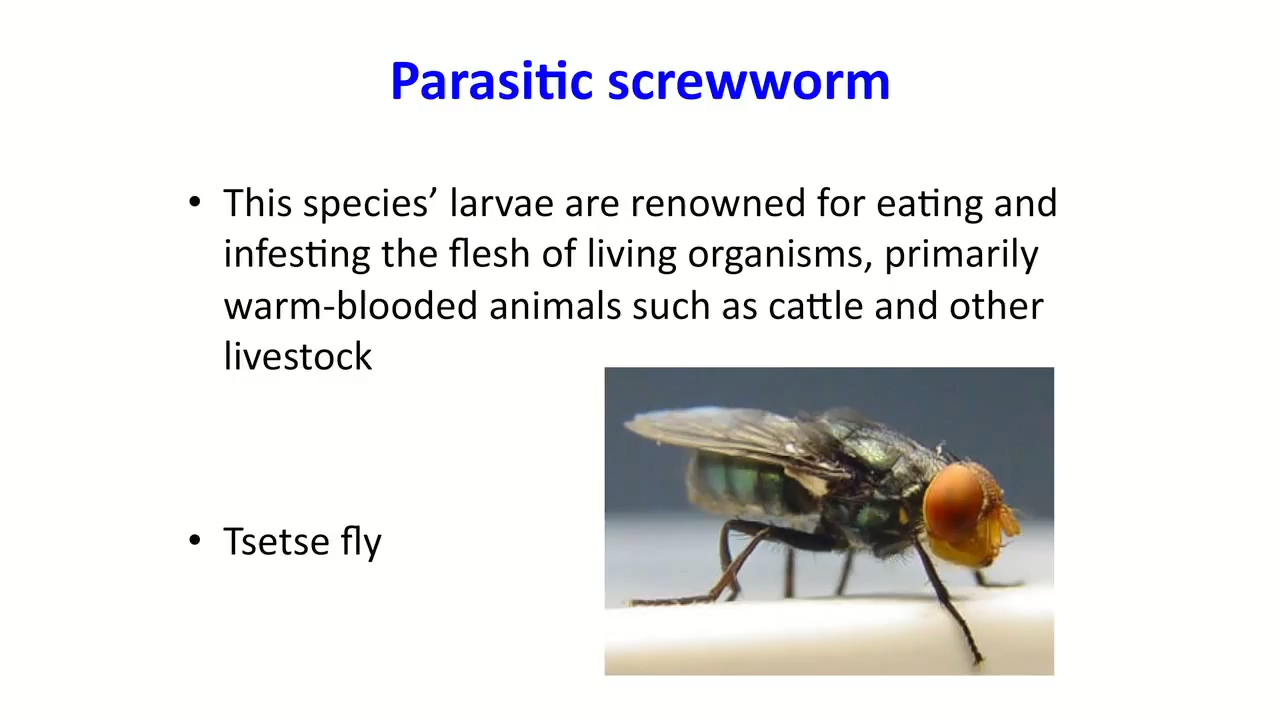 Parasitic screwworm
• This species’ larvae are renowned for eating and
infesting the flesh of living organisms, primarily
warm-blooded animals such as cattle and other
livestock
• Tsetse fly